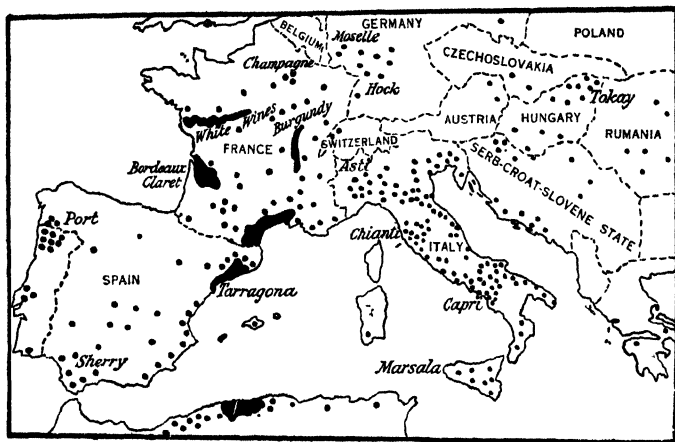 BELGIUM
GERMANY
Moselle
POLAND
CZECHOSLOVAKIA
Champagne
Hock
Tokay
White Wines
Burgundy
FRANCE
SWITZERLAND
AUSTRIA
HUNGARY
RUMANIA
Bordeaux
Claret
Asti
SERB-CROAT-SLOVENE STATE
Port
Chianti
ITALY
SPAIN
Tarragona
Capri
Sherry
Marsala